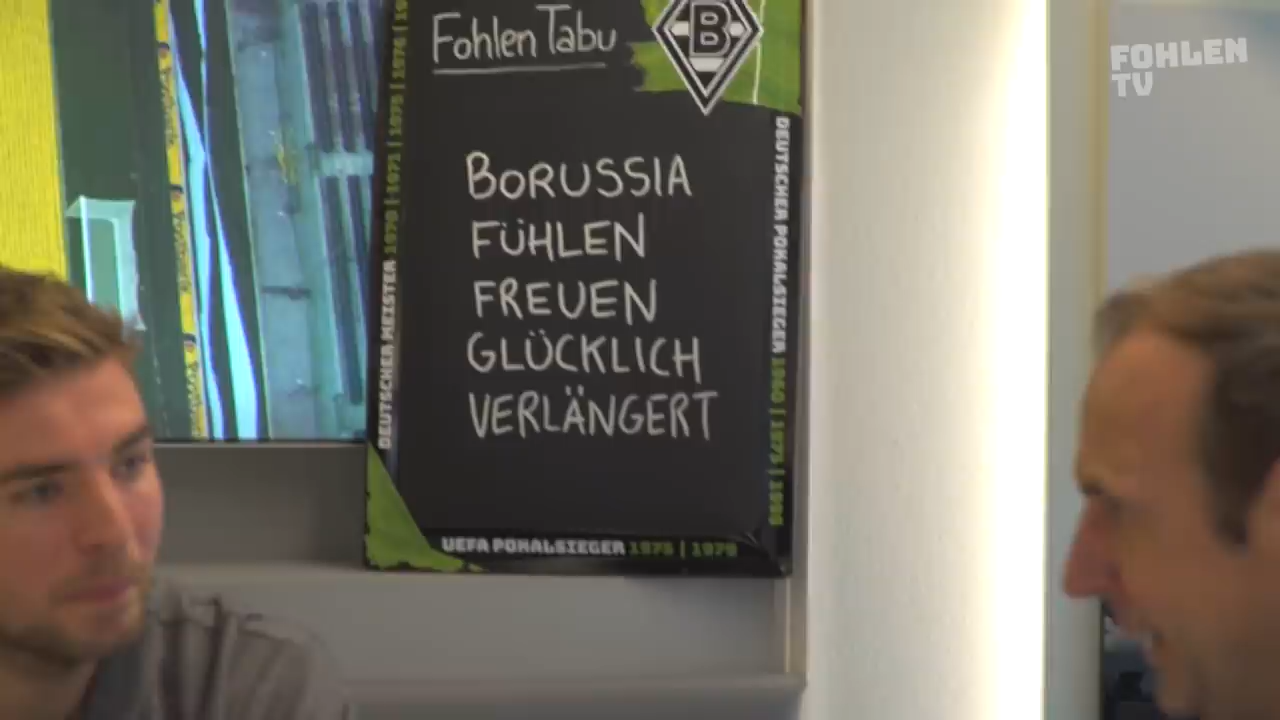 Fohlen Tabu
B
FOHLEN
TV
BORUSSIA
FÜHLEN
FREUEN
GLÜCKLICH
VERLÄNGERT
DEUTSCHER MEISTER 1970 | 1971 | 1975 | 1976 |
DEUTSCHER POKALSIEGER 1960 | 1973 | 1995
UEFA POKALSIEGER 1975 | 1979